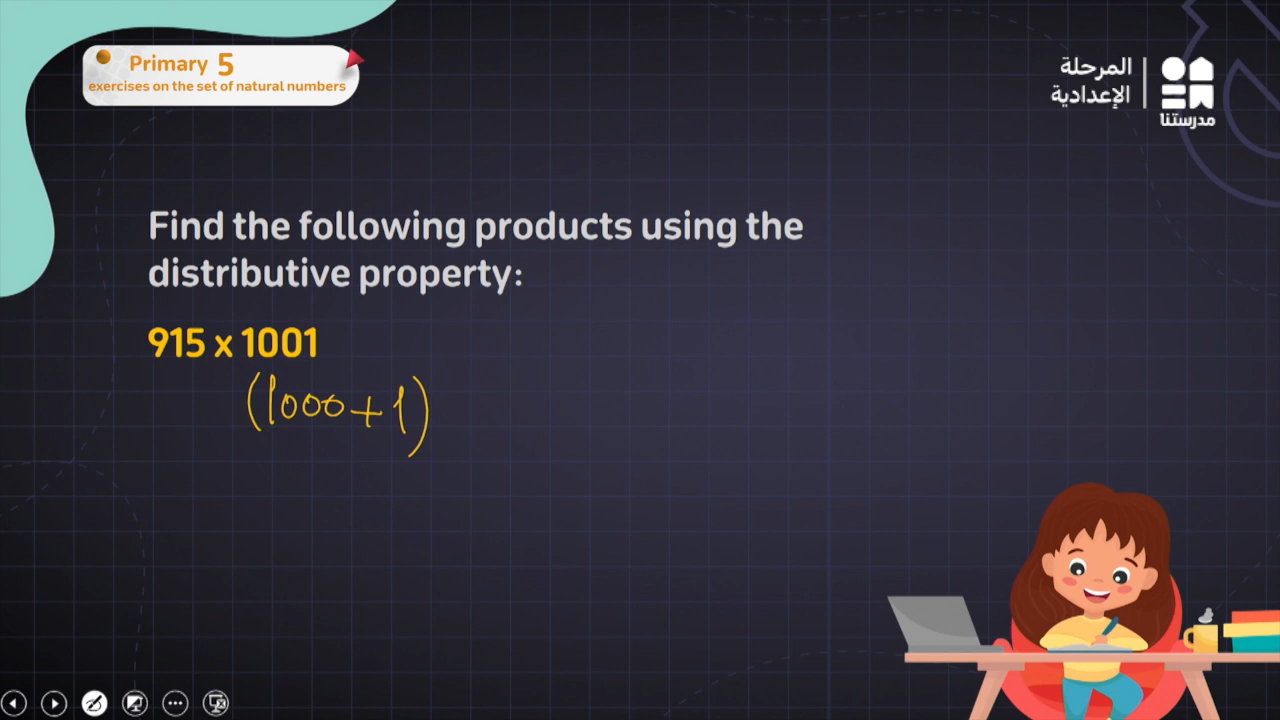 Primary 5
exercises on the set of natural numbers
المرحلة
الإعدادية
مدرستنا
Find the following products using the
distributive property:
915 x 1001
(1000+1)